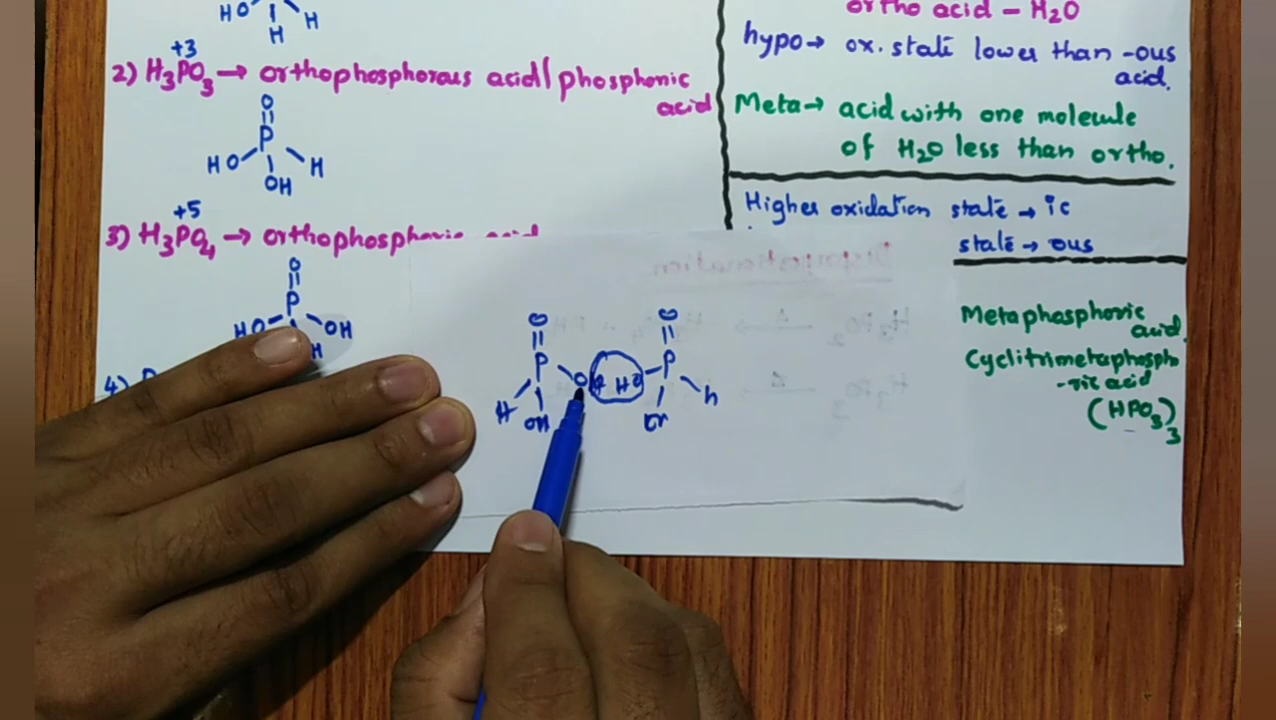 HO H
H
2) H₃PO₃ → orthophosphorous acid / phosphonic
+3
acid
O
P
HO H
OH
3) H₃PO₄ →
+5
O
P
HO OH
H
4)
ortho acid – H₂O
hypo → ox. state lower than -ous
acid.
Meta → acid with one molecule
of H₂O less than ortho.
Higher oxidation state → ic
state → ous
Metaphosphoric
acid
Cyclitrimetaphospho
-ric acid
(HPO₃)₃
O O
P O H HO P
H OH H